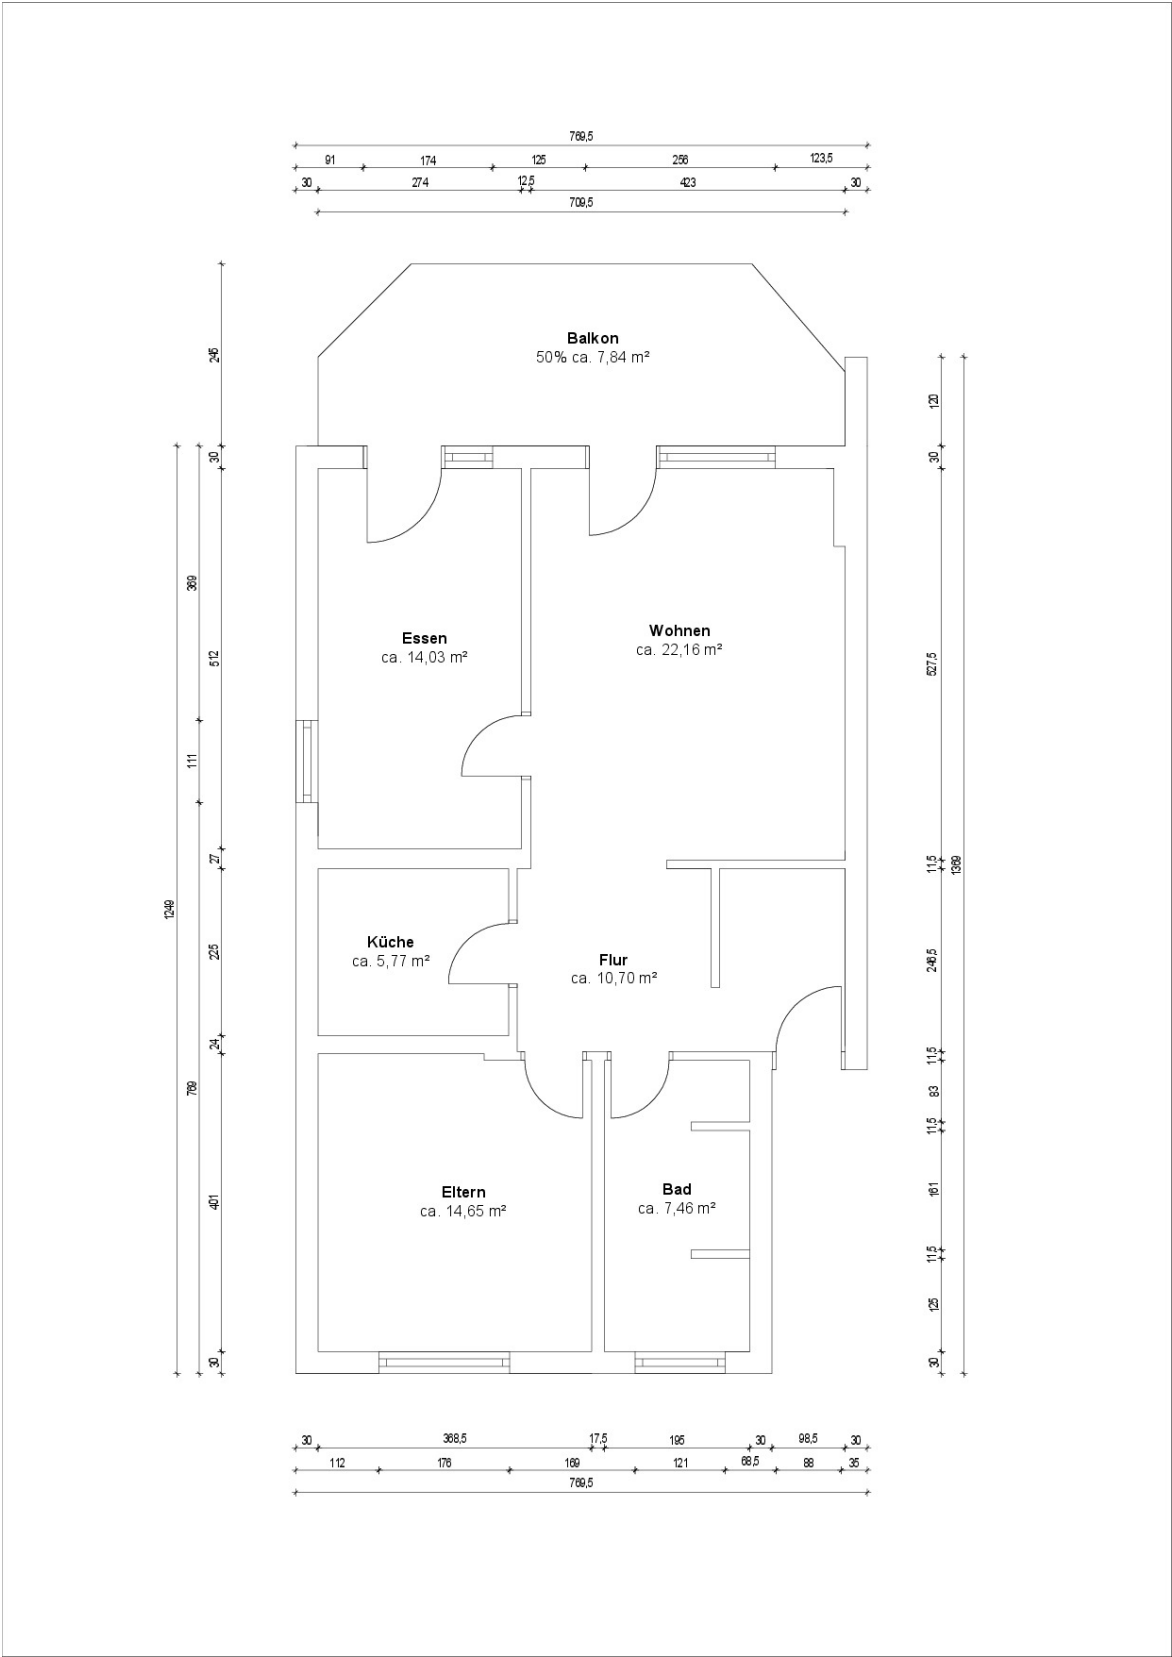 769,5
91 174 125 256 123,5
30 274 12,5 423 30
709,5
Balkon
50% ca. 7,84 m²
245
30
512
27
225
24
401
30
369
111
769
1249
120
30
527,5
11,5
246,5
11,5
83
11,5
161
11,5
125
30
1369
Essen
ca. 14,03 m²
Wohnen
ca. 22,16 m²
Küche
ca. 5,77 m²
Flur
ca. 10,70 m²
Eltern
ca. 14,65 m²
Bad
ca. 7,46 m²
30 368,5 17,5 195 30 98,5 30
112 176 169 121 68,5 88 35
769,5